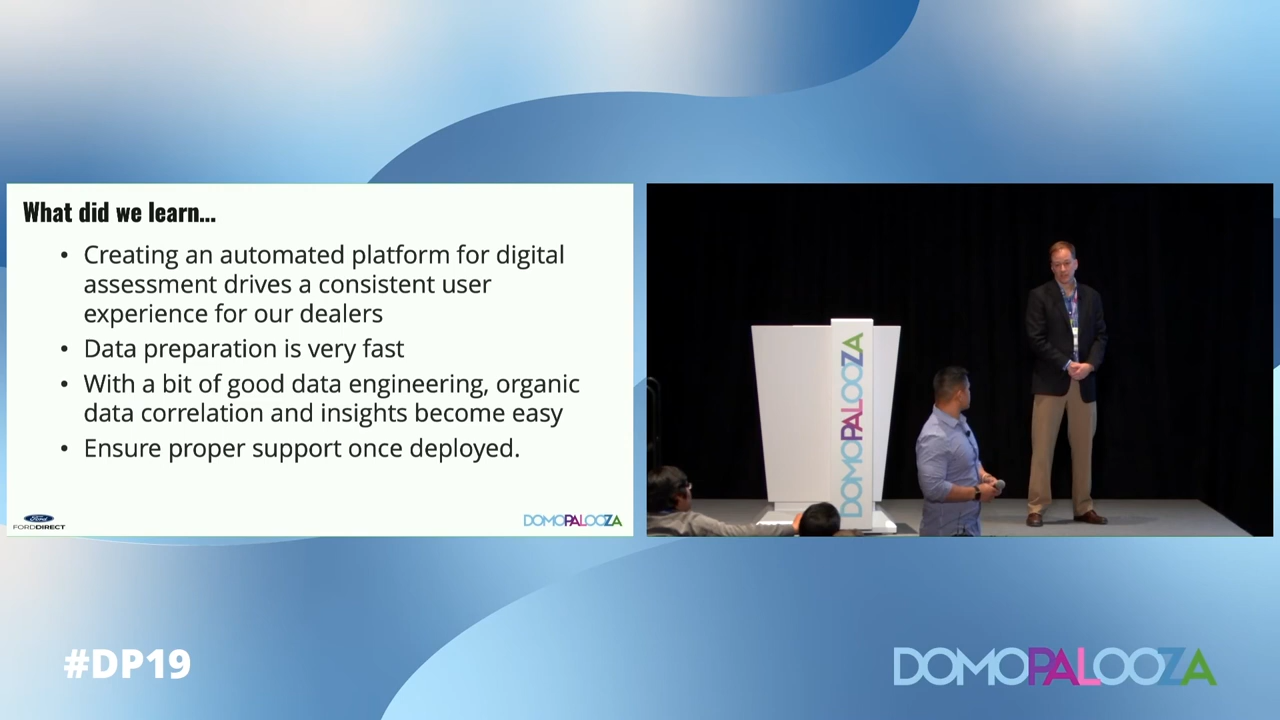 What did we learn...
• Creating an automated platform for digital
assessment drives a consistent user
experience for our dealers
• Data preparation is very fast
• With a bit of good data engineering, organic
data correlation and insights become easy
• Ensure proper support once deployed.
Ford
FORDDIRECT
DOMOPALOOZA
DOMOPALOOZA
#DP19
DOMOPALOOZA